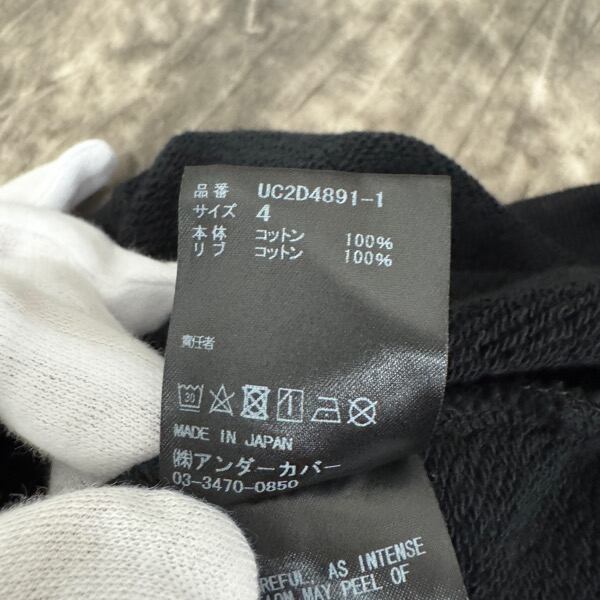 品番 UC2D4891-1
サイズ 4
本体 コットン 100%
リブ コットン 100%
責任者
30
MADE IN JAPAN
㈱アンダーカバー
03-3470-0859
CAREFUL. AS INTENSE
MAY PEEL OF